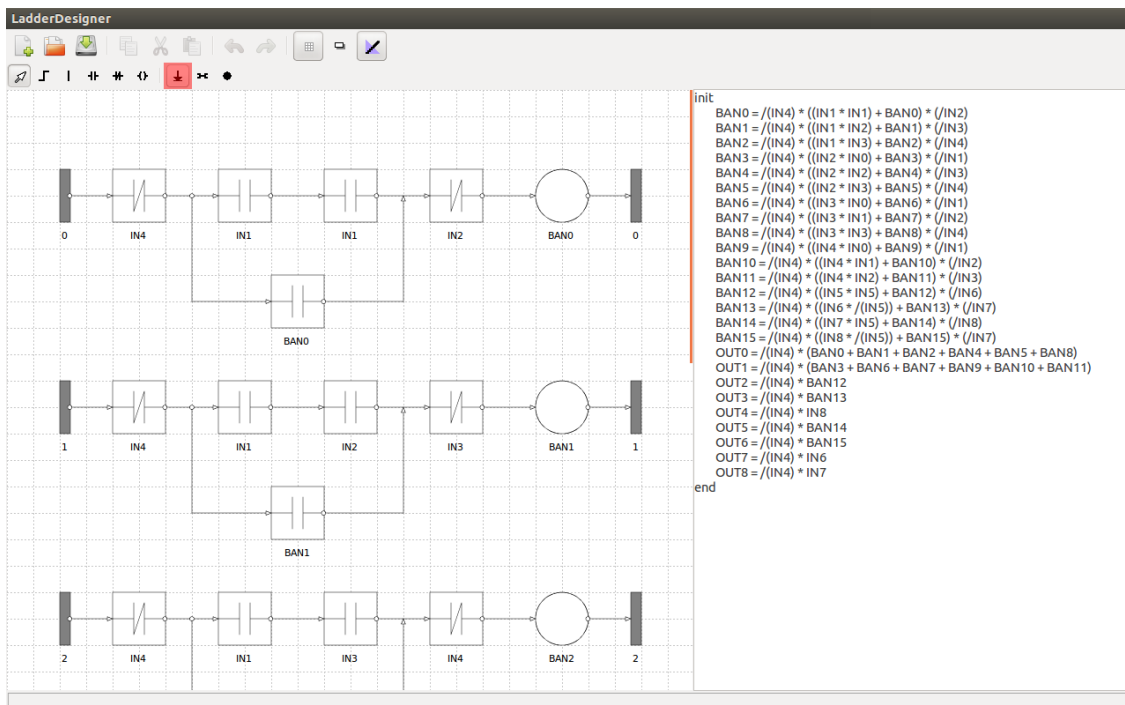 LadderDesigner
0 IN4 IN1 IN1 IN2 BAN0 0
BAN0
1 IN4 IN1 IN2 IN3 BAN1 1
BAN1
2 IN4 IN1 IN3 IN4 BAN2 2
init
BAN0 = /(IN4) * ((IN1 * IN1) + BAN0) * (/IN2)
BAN1 = /(IN4) * ((IN1 * IN2) + BAN1) * (/IN3)
BAN2 = /(IN4) * ((IN1 * IN3) + BAN2) * (/IN4)
BAN3 = /(IN4) * ((IN2 * IN0) + BAN3) * (/IN1)
BAN4 = /(IN4) * ((IN2 * IN2) + BAN4) * (/IN3)
BAN5 = /(IN4) * ((IN2 * IN3) + BAN5) * (/IN4)
BAN6 = /(IN4) * ((IN3 * IN0) + BAN6) * (/IN1)
BAN7 = /(IN4) * ((IN3 * IN1) + BAN7) * (/IN2)
BAN8 = /(IN4) * ((IN3 * IN3) + BAN8) * (/IN4)
BAN9 = /(IN4) * ((IN4 * IN0) + BAN9) * (/IN1)
BAN10 = /(IN4) * ((IN4 * IN1) + BAN10) * (/IN2)
BAN11 = /(IN4) * ((IN4 * IN2) + BAN11) * (/IN3)
BAN12 = /(IN4) * ((IN5 * IN5) + BAN12) * (/IN6)
BAN13 = /(IN4) * ((IN6 * /(IN5)) + BAN13) * (/IN7)
BAN14 = /(IN4) * ((IN7 * IN5) + BAN14) * (/IN8)
BAN15 = /(IN4) * ((IN8 * /(IN5)) + BAN15) * (/IN7)
OUT0 = /(IN4) * (BAN0 + BAN1 + BAN2 + BAN4 + BAN5 + BAN8)
OUT1 = /(IN4) * (BAN3 + BAN6 + BAN7 + BAN9 + BAN10 + BAN11)
OUT2 = /(IN4) * BAN12
OUT3 = /(IN4) * BAN13
OUT4 = /(IN4) * IN8
OUT5 = /(IN4) * BAN14
OUT6 = /(IN4) * BAN15
OUT7 = /(IN4) * IN6
OUT8 = /(IN4) * IN7
end